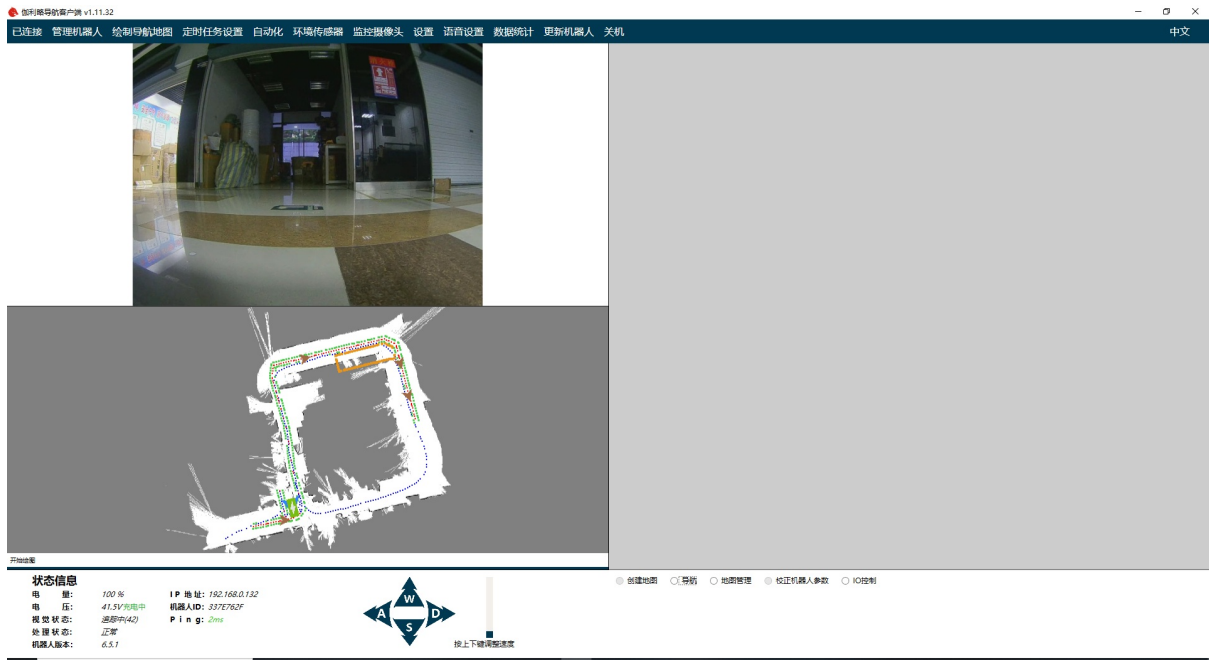 伽利略导航客户端 v1.11.32
已连接 管理机器人 绘制导航地图 定时任务设置 自动化 环境传感器 监控摄像头 设置 语音设置 数据统计 更新机器人 关机 中文
开始绘图
状态信息
电 量: 100 %
电 压: 41.5V充电中
视觉状态: 追踪中(42)
处理状态: 正常
机器人版本: 6.5.1
IP 地址: 192.168.0.132
机器人ID: 337E762F
Ping: 2ms
W
A D
S
按上下键调整速度
创建地图 导航 地图管理 校正机器人参数 IO控制